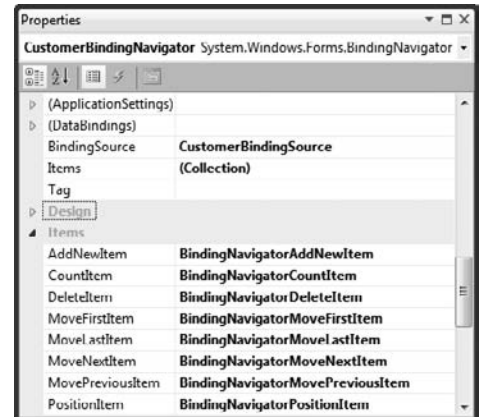 Properties
CustomerBindingNavigator System.Windows.Forms.BindingNavigator
(ApplicationSettings)
(DataBindings)
BindingSource CustomerBindingSource
Items (Collection)
Tag
Design
Items
AddNewItem BindingNavigatorAddNewItem
CountItem BindingNavigatorCountItem
DeleteItem BindingNavigatorDeleteItem
MoveFirstItem BindingNavigatorMoveFirstItem
MoveLastItem BindingNavigatorMoveLastItem
MoveNextItem BindingNavigatorMoveNextItem
MovePreviousItem BindingNavigatorMovePreviousItem
PositionItem BindingNavigatorPositionItem